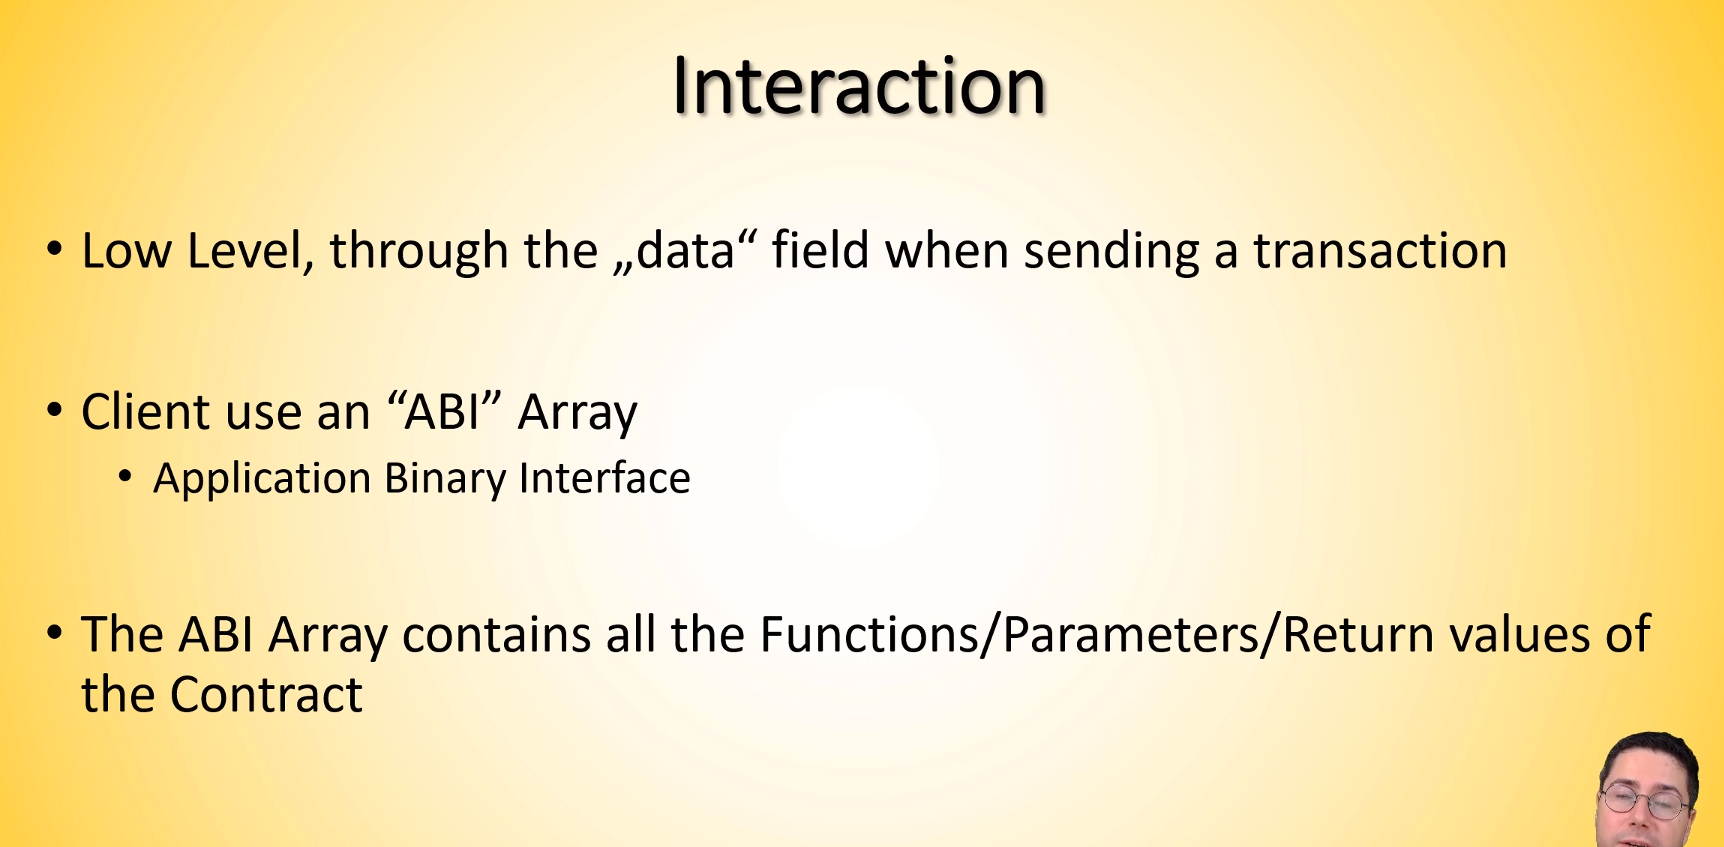 Interaction
• Low Level, through the „data“ field when sending a transaction
• Client use an “ABI” Array
• Application Binary Interface
• The ABI Array contains all the Functions/Parameters/Return values of
the Contract